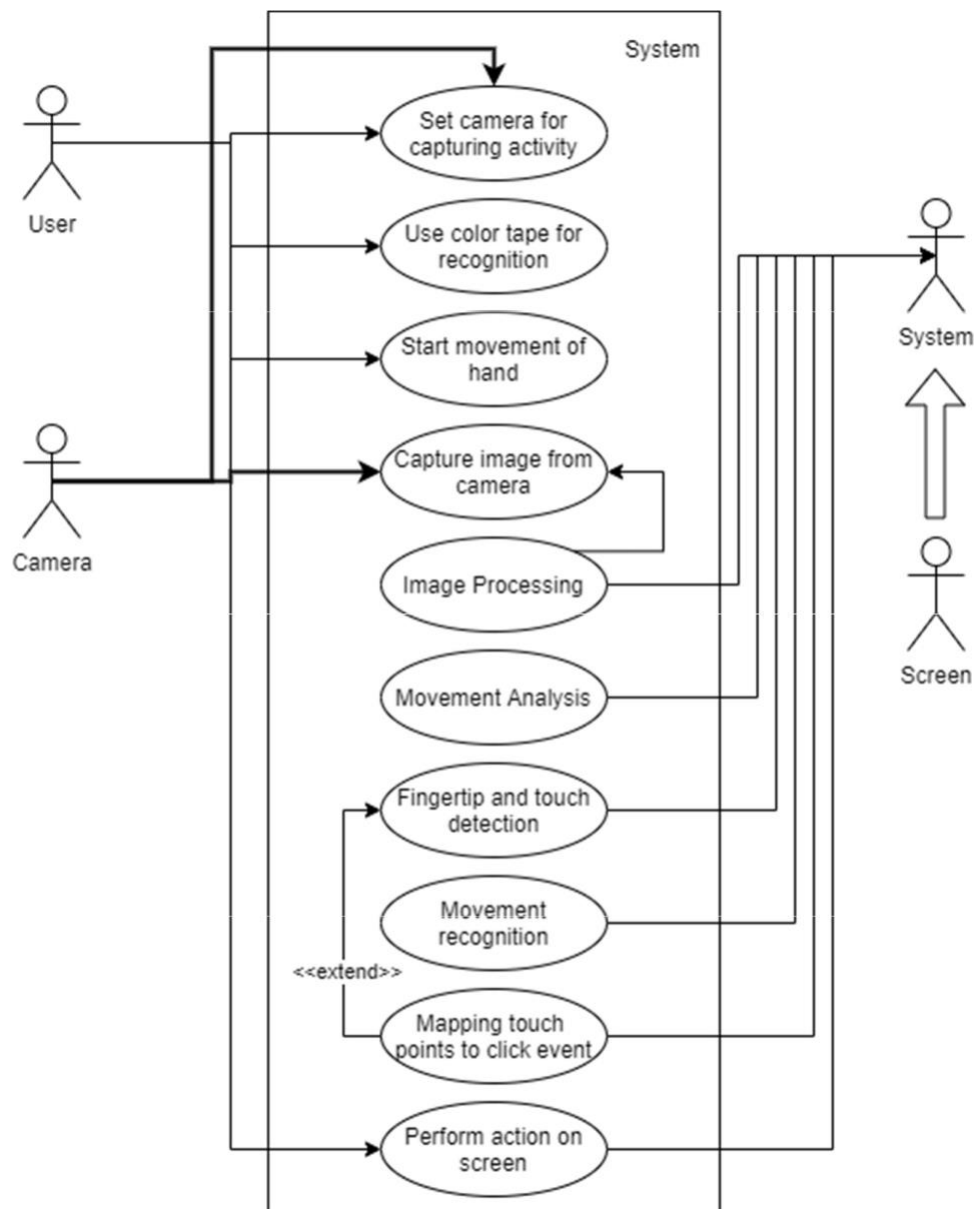 System
Set camera for
capturing activity
User
Use color tape for
recognition
System
Start movement of
hand
Capture image from
camera
Camera
Image Processing
Screen
Movement Analysis
Fingertip and touch
detection
Movement
recognition
<<extend>>
Mapping touch
points to click event
Perform action on
screen